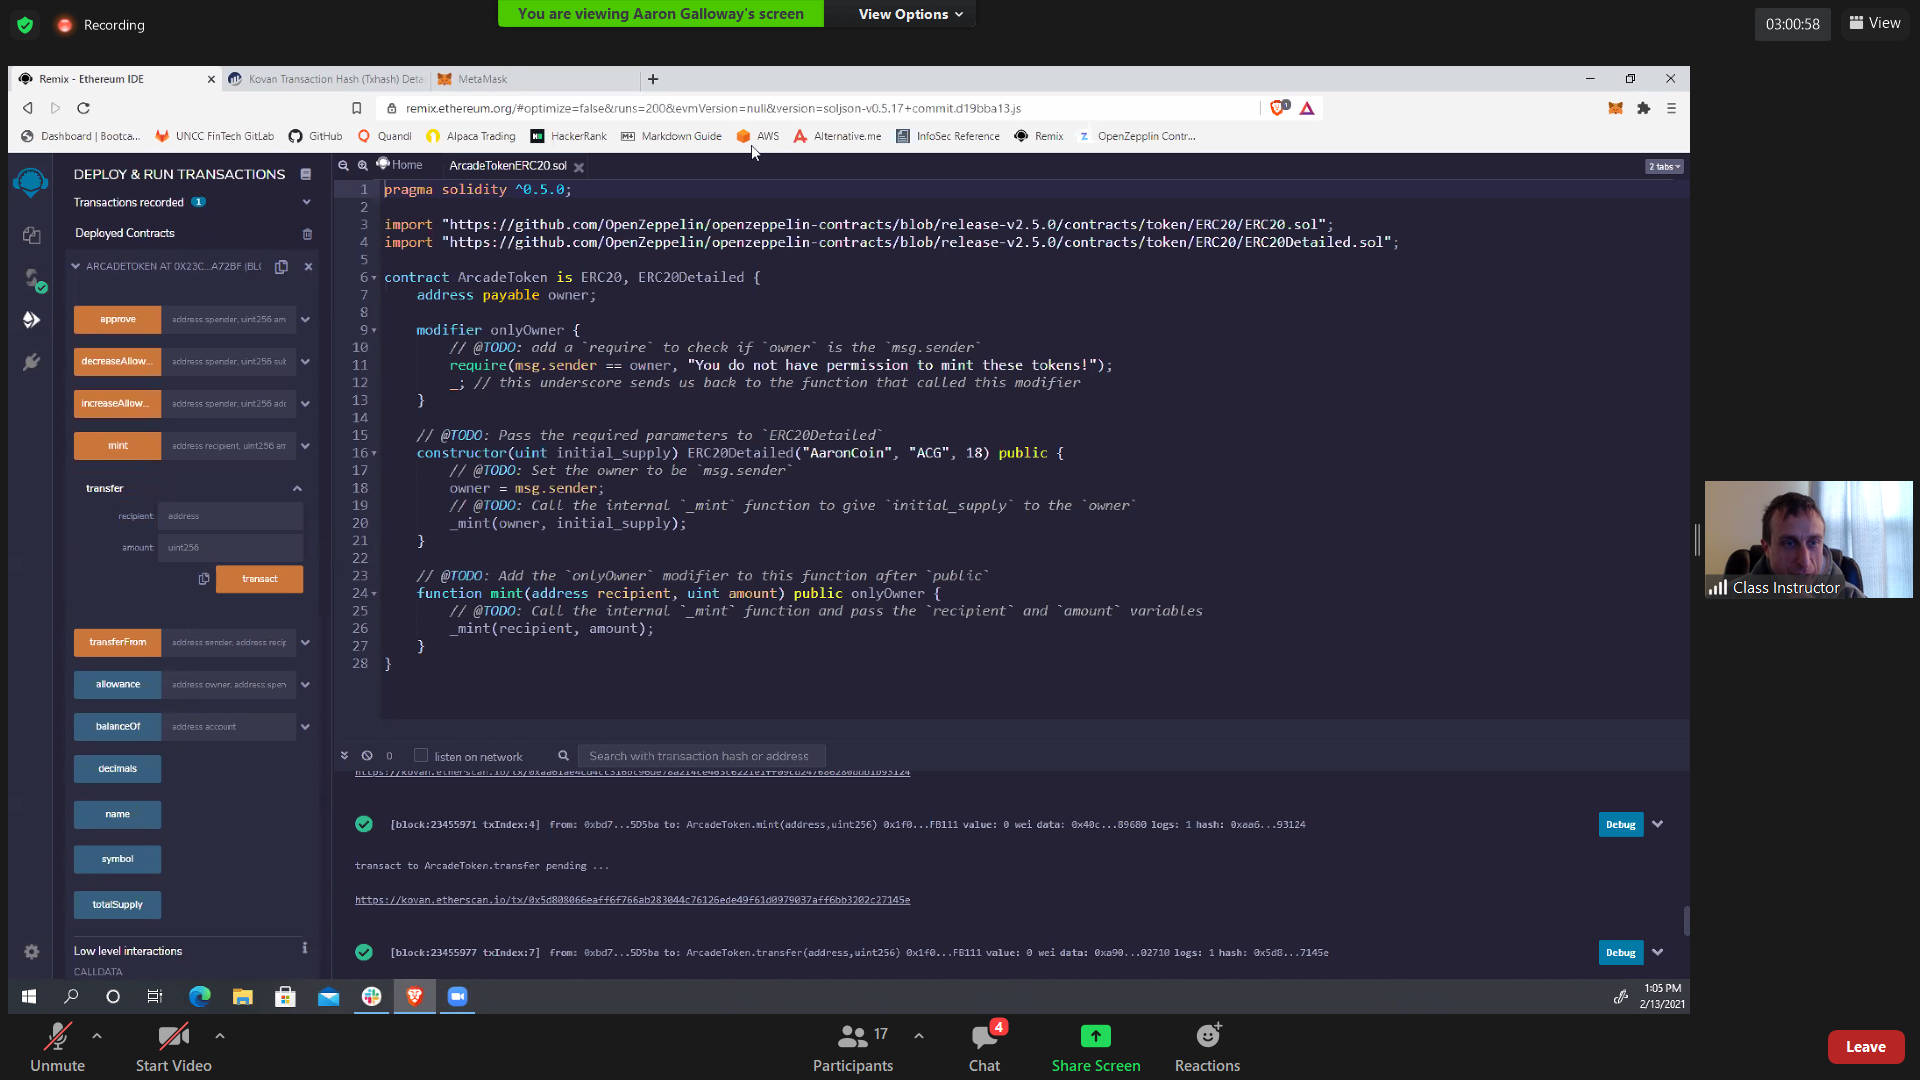 Recording
You are viewing Aaron Galloway's screen
View Options
03:00:58
View
Remix - Ethereum IDE
Kovan Transaction Hash (Txhash) Deta
MetaMask
remix.ethereum.org/#optimize=false&runs=200&evmVersion=null&version=soljson-v0.5.17+commit.d19bba13.js
Dashboard | Bootca...
UNCC FinTech GitLab
GitHub
Quandl
Alpaca Trading
HackerRank
Markdown Guide
AWS
Alternative.me
InfoSec Reference
Remix
OpenZepplin Contr...
DEPLOY & RUN TRANSACTIONS
Transactions recorded 1
Deployed Contracts
ARCADETOKEN AT 0X23C...A72BF (BLC
approve address spender, uint256 am
decreaseAllow... address spender, uint256 sub
increaseAllow... address spender, uint256 add
mint address recipient, uint256 am
transfer
recipient: address
amount: uint256
transact
transferFrom address sender, address recip
allowance address owner, address spen
balanceOf address account
decimals
name
symbol
totalSupply
Low level interactions
CALLDATA
Home
ArcadeTokenERC20.sol
2 tabs
1 pragma solidity ^0.5.0;
2
3 import "https://github.com/OpenZeppelin/openzeppelin-contracts/blob/release-v2.5.0/contracts/token/ERC20/ERC20.sol";
4 import "https://github.com/OpenZeppelin/openzeppelin-contracts/blob/release-v2.5.0/contracts/token/ERC20/ERC20Detailed.sol";
5
6 contract ArcadeToken is ERC20, ERC20Detailed {
7 address payable owner;
8
9 modifier onlyOwner {
10 // @TODO: add a `require` to check if `owner` is the `msg.sender`
11 require(msg.sender == owner, "You do not have permission to mint these tokens!");
12 _; // this underscore sends us back to the function that called this modifier
13 }
14
15 // @TODO: Pass the required parameters to `ERC20Detailed`
16 constructor(uint initial_supply) ERC20Detailed("AaronCoin", "ACG", 18) public {
17 // @TODO: Set the owner to be `msg.sender`
18 owner = msg.sender;
19 // @TODO: Call the internal `_mint` function to give `initial_supply` to the `owner`
20 _mint(owner, initial_supply);
21 }
22
23 // @TODO: Add the `onlyOwner` modifier to this function after `public`
24 function mint(address recipient, uint amount) public onlyOwner {
25 // @TODO: Call the internal `_mint` function and pass the `recipient` and `amount` variables
26 _mint(recipient, amount);
27 }
28 }
0 listen on network Search with transaction hash or address
[block:23455971 txIndex:4] from: 0xbd7...5D5ba to: ArcadeToken.mint(address,uint256) 0x1f0...FB111 value: 0 wei data: 0x40c...89680 logs: 1 hash: 0xaa6...93124
Debug
transact to ArcadeToken.transfer pending ...
https://kovan.etherscan.io/tx/0x5d808066eaff6f766ab283044c76126ede49f61d0979037aff6bb3202c27145e
[block:23455977 txIndex:7] from: 0xbd7...5D5ba to: ArcadeToken.transfer(address,uint256) 0x1f0...FB111 value: 0 wei data: 0xa90...02710 logs: 1 hash: 0x5d8...7145e
Debug
Class Instructor
1:05 PM
2/13/2021
Unmute
Start Video
17
Participants
4
Chat
Share Screen
Reactions
Leave